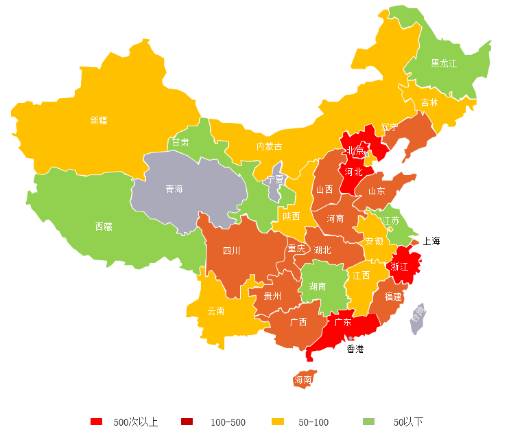 黑龙江
吉林
辽宁
新疆
甘肃
内蒙古
北京
宁夏
河北
青海
山西
山东
陕西
河南
江苏
西藏
安徽
上海
四川
重庆
湖北
浙江
湖南
江西
贵州
福建
云南
广西
广东
台湾
香港
海南
500次以上 100-500 50-100 50以下